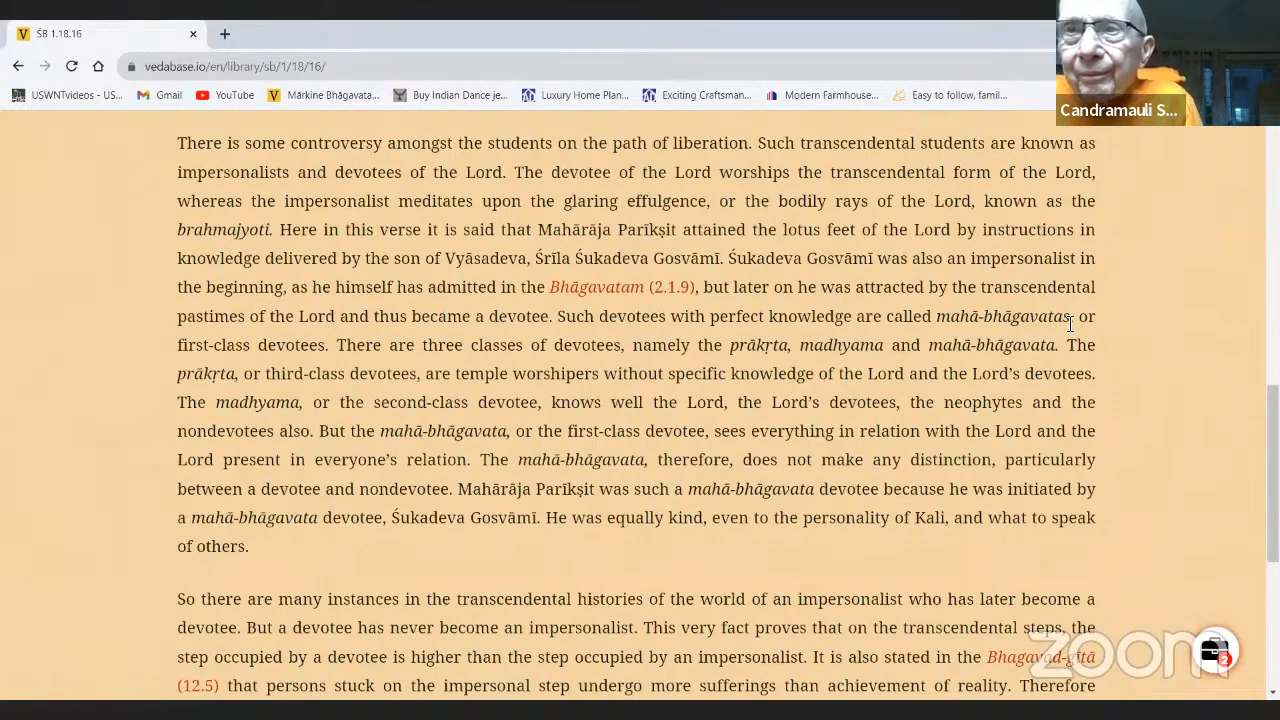 ŚB 1.18.16
vedabase.io/en/library/sb/1/18/16/
USWNTvideos - US... Gmail YouTube Mārkine Bhāgavata... Buy Indian Dance je... Luxury Home Plan... Exciting Craftsman... Modern Farmhouse... Easy to follow, famil...
Candramauli S...
There is some controversy amongst the students on the path of liberation. Such transcendental students are known as
impersonalists and devotees of the Lord. The devotee of the Lord worships the transcendental form of the Lord,
whereas the impersonalist meditates upon the glaring effulgence, or the bodily rays of the Lord, known as the
brahmajyoti. Here in this verse it is said that Mahārāja Parīkṣit attained the lotus feet of the Lord by instructions in
knowledge delivered by the son of Vyāsadeva, Śrīla Śukadeva Gosvāmī. Śukadeva Gosvāmī was also an impersonalist in
the beginning, as he himself has admitted in the Bhāgavatam (2.1.9), but later on he was attracted by the transcendental
pastimes of the Lord and thus became a devotee. Such devotees with perfect knowledge are called mahā-bhāgavatas, or
first-class devotees. There are three classes of devotees, namely the prākṛta, madhyama and mahā-bhāgavata. The
prākṛta, or third-class devotees, are temple worshipers without specific knowledge of the Lord and the Lord's devotees.
The madhyama, or the second-class devotee, knows well the Lord, the Lord's devotees, the neophytes and the
nondevotees also. But the mahā-bhāgavata, or the first-class devotee, sees everything in relation with the Lord and the
Lord present in everyone's relation. The mahā-bhāgavata, therefore, does not make any distinction, particularly
between a devotee and nondevotee. Mahārāja Parīkṣit was such a mahā-bhāgavata devotee because he was initiated by
a mahā-bhāgavata devotee, Śukadeva Gosvāmī. He was equally kind, even to the personality of Kali, and what to speak
of others.
So there are many instances in the transcendental histories of the world of an impersonalist who has later become a
devotee. But a devotee has never become an impersonalist. This very fact proves that on the transcendental steps, the
step occupied by a devotee is higher than the step occupied by an impersonalist. It is also stated in the Bhagavad-gītā
(12.5) that persons stuck on the impersonal step undergo more sufferings than achievement of reality. Therefore
zoom
2